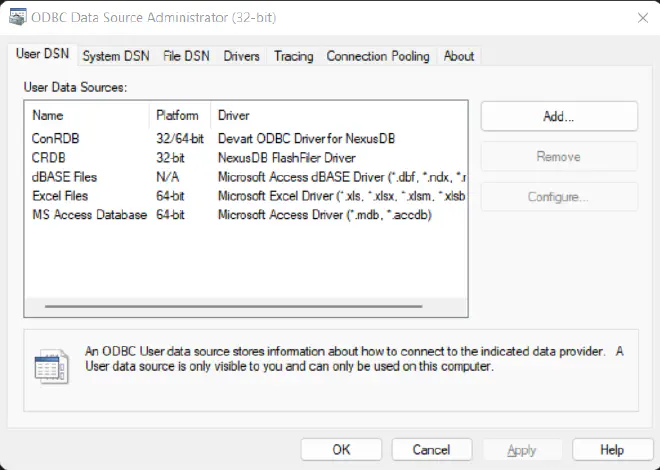 ODBC Data Source Administrator (32-bit)
User DSN System DSN File DSN Drivers Tracing Connection Pooling About
User Data Sources:
Name Platform Driver
ConRDB 32/64-bit Devart ODBC Driver for NexusDB
CRDB 32-bit NexusDB FlashFiler Driver
dBASE Files N/A Microsoft Access dBASE Driver (*.dbf, *.ndx, *.r
Excel Files 64-bit Microsoft Excel Driver (*.xls, *.xlsx, *.xlsm, *.xlsb
MS Access Database 64-bit Microsoft Access Driver (*.mdb, *.accdb)
Add...
Remove
Configure...
An ODBC User data source stores information about how to connect to the indicated data provider. A
User data source is only visible to you and can only be used on this computer.
OK Cancel Apply Help